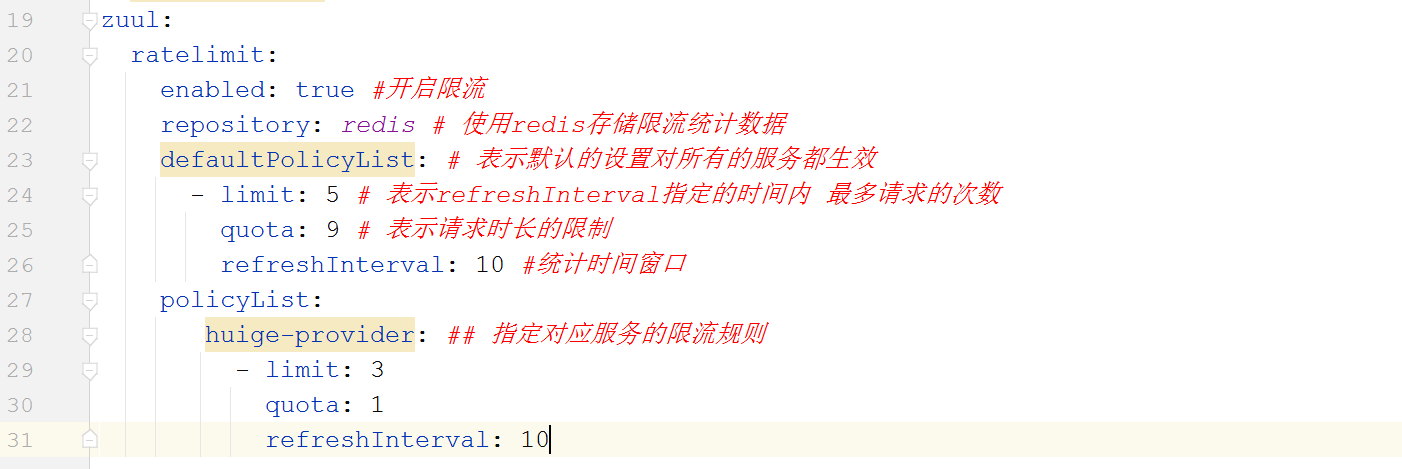 19 zuul:
20 ratelimit:
21 enabled: true #开启限流
22 repository: redis # 使用redis存储限流统计数据
23 defaultPolicyList: # 表示默认的设置对所有的服务都生效
24 - limit: 5 # 表示refreshInterval指定的时间内 最多请求的次数
25 quota: 9 # 表示请求时长的限制
26 refreshInterval: 10 #统计时间窗口
27 policyList:
28 huige-provider: ## 指定对应服务的限流规则
29 - limit: 3
30 quota: 1
31 refreshInterval: 10